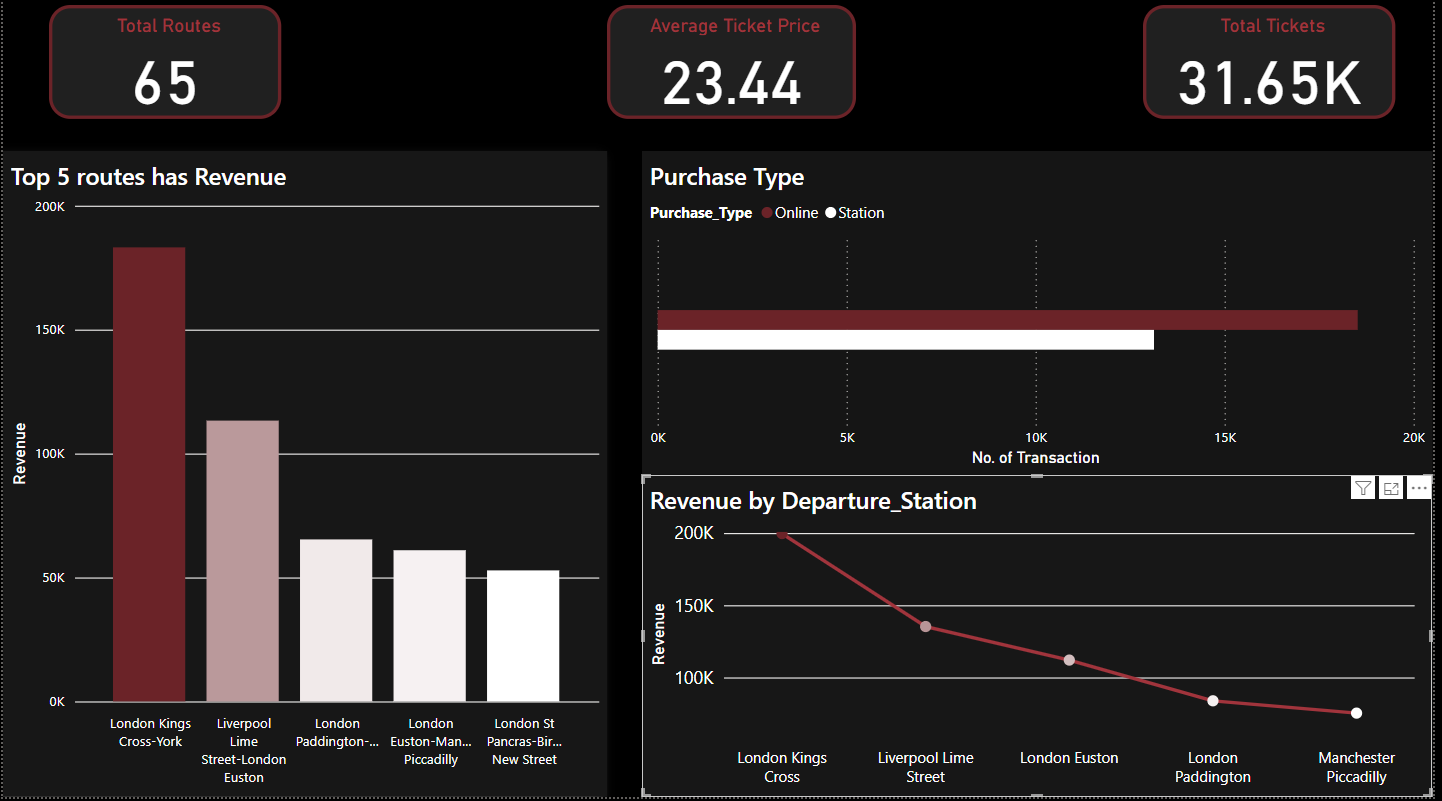 Total Routes
65
Average Ticket Price
23.44
Total Tickets
31.65K
Top 5 routes has Revenue
200K
150K
100K
50K
0K
Revenue
London Kings
Cross-York
Liverpool
Lime
Street-London
Euston
London
Paddington-...
London
Euston-Man...
Piccadilly
London St
Pancras-Bir...
New Street
Purchase Type
Purchase_Type Online Station
0K 5K 10K 15K 20K
No. of Transaction
Revenue by Departure_Station
200K
150K
100K
Revenue
London Kings
Cross
Liverpool Lime
Street
London Euston
London
Paddington
Manchester
Piccadilly